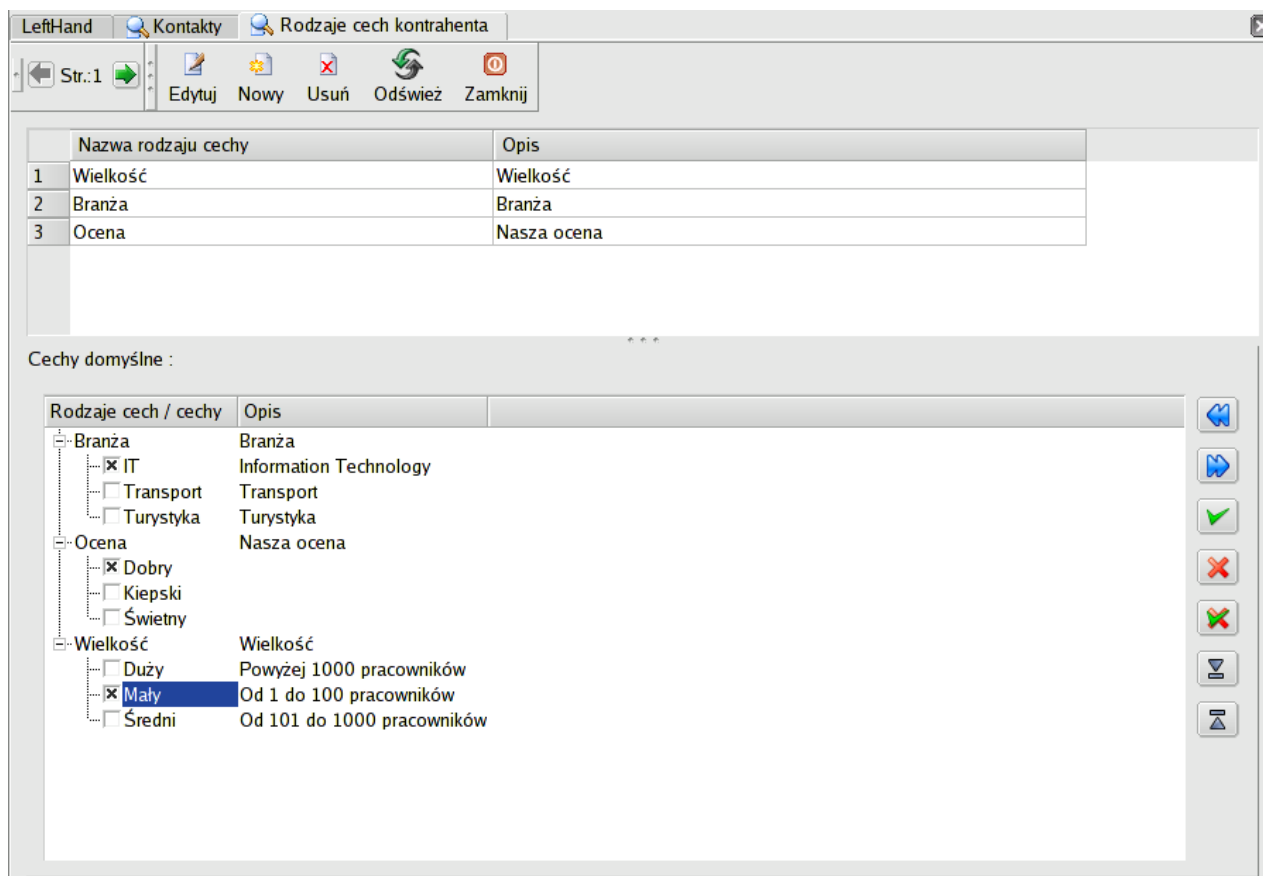 LeftHand Kontakty Rodzaje cech kontrahenta
Str.:1 Edytuj Nowy Usuń Odśwież Zamknij
Nazwa rodzaju cechy Opis
1 Wielkość Wielkość
2 Branża Branża
3 Ocena Nasza ocena
Cechy domyślne :
Rodzaje cech / cechy Opis
Branża Branża
IT Information Technology
Transport Transport
Turystyka Turystyka
Ocena Nasza ocena
Dobry
Kiepski
Świetny
Wielkość Wielkość
Duży Powyżej 1000 pracowników
Mały Od 1 do 100 pracowników
Średni Od 101 do 1000 pracowników